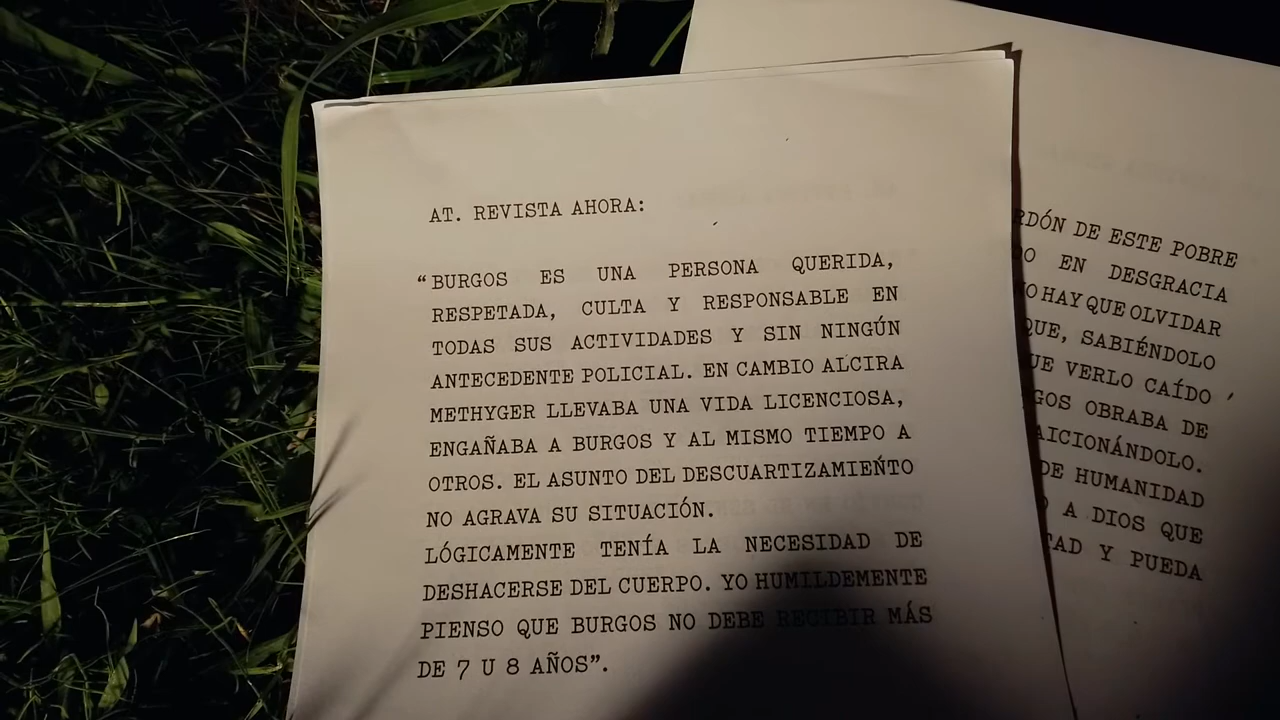 AT. REVISTA AHORA:
“BURGOS ES UNA PERSONA QUERIDA,
RESPETADA, CULTA Y RESPONSABLE EN
TODAS SUS ACTIVIDADES Y SIN NINGÚN
ANTECEDENTE POLICIAL. EN CAMBIO ALCIRA
METHYGER LLEVABA UNA VIDA LICENCIOSA,
ENGAÑABA A BURGOS Y AL MISMO TIEMPO A
OTROS. EL ASUNTO DEL DESCUARTIZAMIENTO
NO AGRAVA SU SITUACIÓN.
LÓGICAMENTE TENÍA LA NECESIDAD DE
DESHACERSE DEL CUERPO. YO HUMILDEMENTE
PIENSO QUE BURGOS NO DEBE RECIBIR MÁS
DE 7 U 8 AÑOS”.
RDÓN DE ESTE POBRE
DO EN DESGRACIA
NO HAY QUE OLVIDAR
QUE, SABIÉNDOLO
UE VERLO CAÍDO
GOS OBRABA DE
AICIONÁNDOLO.
DE HUMANIDAD
A DIOS QUE
TAD Y PUEDA